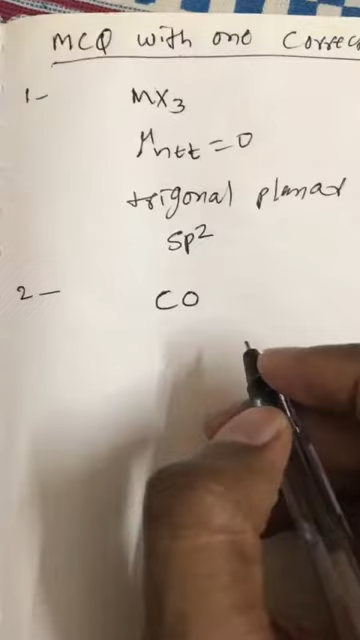 MCQ with one Correc
1- MX3
μnet = 0
trigonal planar
sp²
2- CO